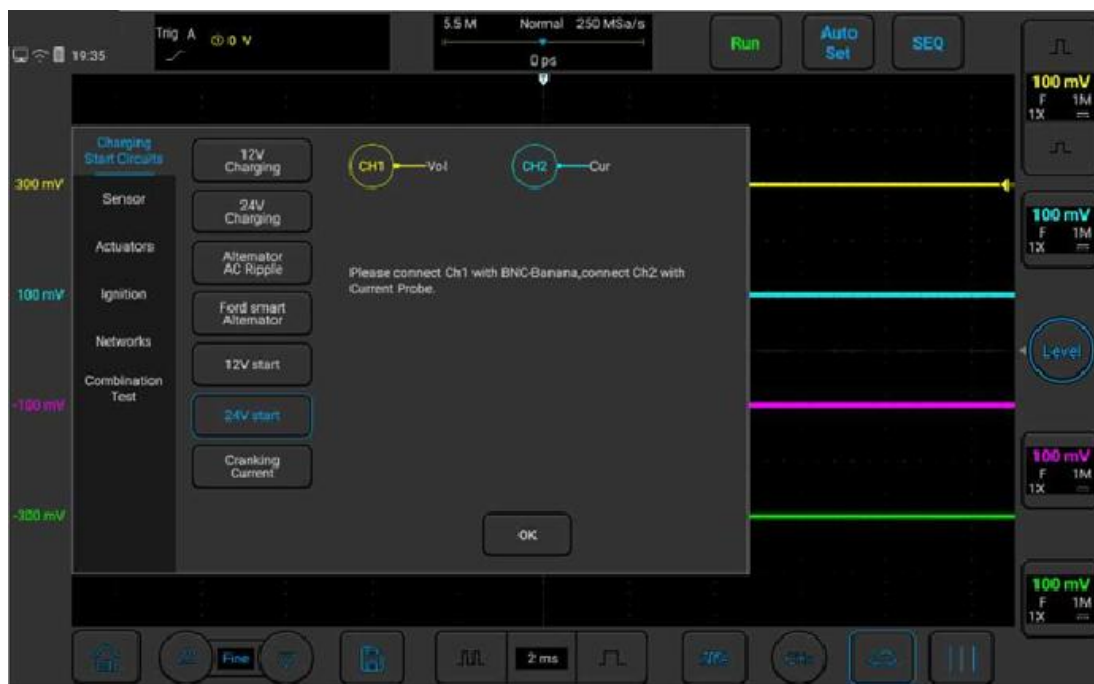 19:35
Trig A
① 0 V
5.5 M Normal 250 MSa/s
0 ps
T
Run
Auto
Set
SEQ
Charging
Start Circuits
Sensor
Actuators
Ignition
Networks
Combination
Test
12V
Charging
24V
Charging
Alternator
AC Ripple
Ford smart
Alternator
12V start
24V start
Cranking
Current
CH1 Vol
CH2 Cur
Please connect Ch1 with BNC-Banana,connect Ch2 with
Current Probe.
OK
300 mV
100 mV
-100 mV
-300 mV
100 mV
F 1M
1X
100 mV
F 1M
1X
Level
100 mV
F 1M
1X
100 mV
F 1M
1X
Fine
2 ms